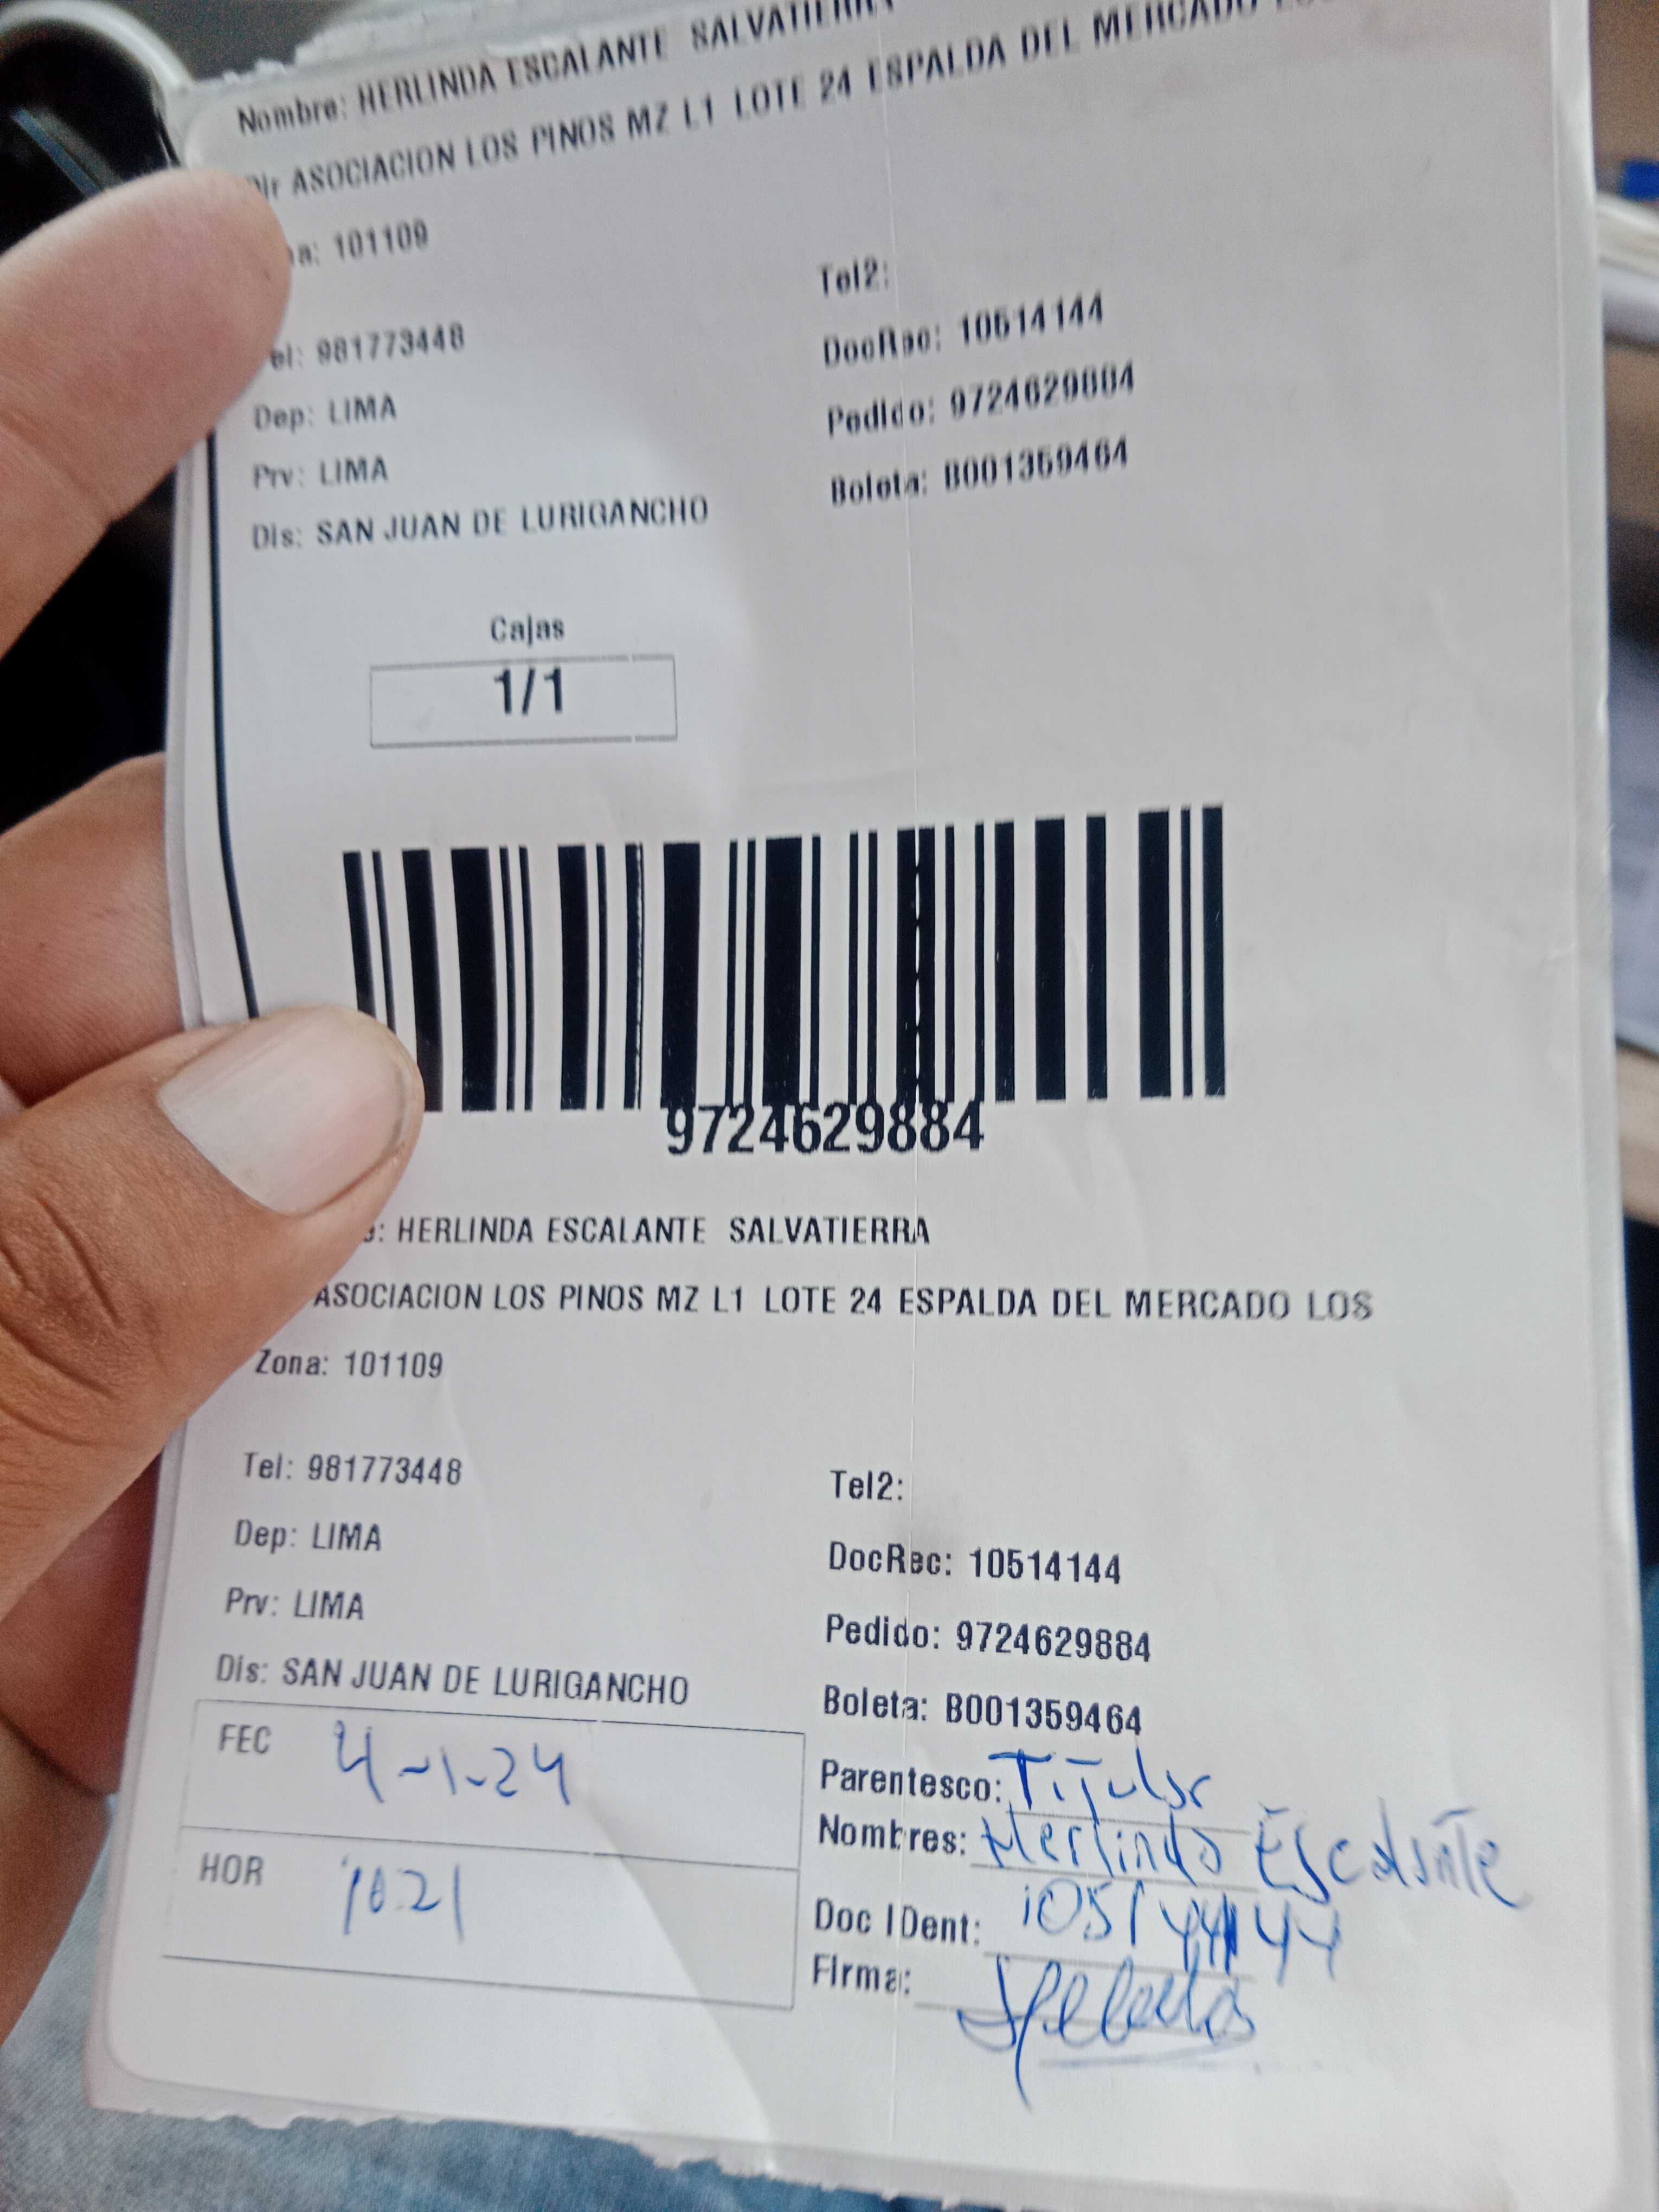 Nombre: HERLINDA ESCALANTE SALVATIERRA
Dir ASOCIACION LOS PINOS MZ L1 LOTE 24 ESPALDA DEL MERCADO LOS
na: 101109
Tel2:
el: 981773448
DocRec: 10514144
Dep: LIMA
Pedido: 9724629884
Prv: LIMA
Boleta: B001359464
Dis: SAN JUAN DE LURIGANCHO
Cajas
1/1
9724629884
e: HERLINDA ESCALANTE SALVATIERRA
ASOCIACION LOS PINOS MZ L1 LOTE 24 ESPALDA DEL MERCADO LOS
Zona: 101109
Tel: 981773448
Tel2:
Dep: LIMA
DocRec: 10514144
Prv: LIMA
Pedido: 9724629884
Dis: SAN JUAN DE LURIGANCHO
Boleta: B001359464
FEC 4-1-24
Parentesco: Titular
Nombres: Herlinda Escalante
HOR 10:21
Doc IDent: 10514144
Firma: